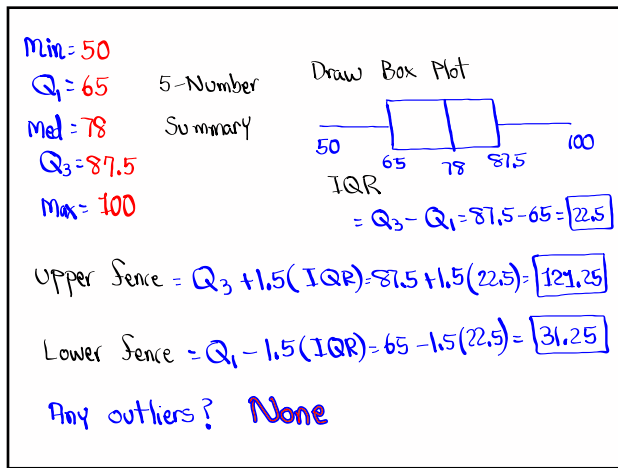 Min = 50
Q1 = 65
Med = 78
Q3 = 87.5
Max = 100
5-Number
Summary
Draw Box Plot
50 65 78 87.5 100
IQR
= Q3 - Q1 = 87.5 - 65 = 22.5
Upper fence = Q3 + 1.5(IQR) = 87.5 + 1.5(22.5) = 121.25
Lower fence = Q1 - 1.5(IQR) = 65 - 1.5(22.5) = 31.25
Any outliers? None